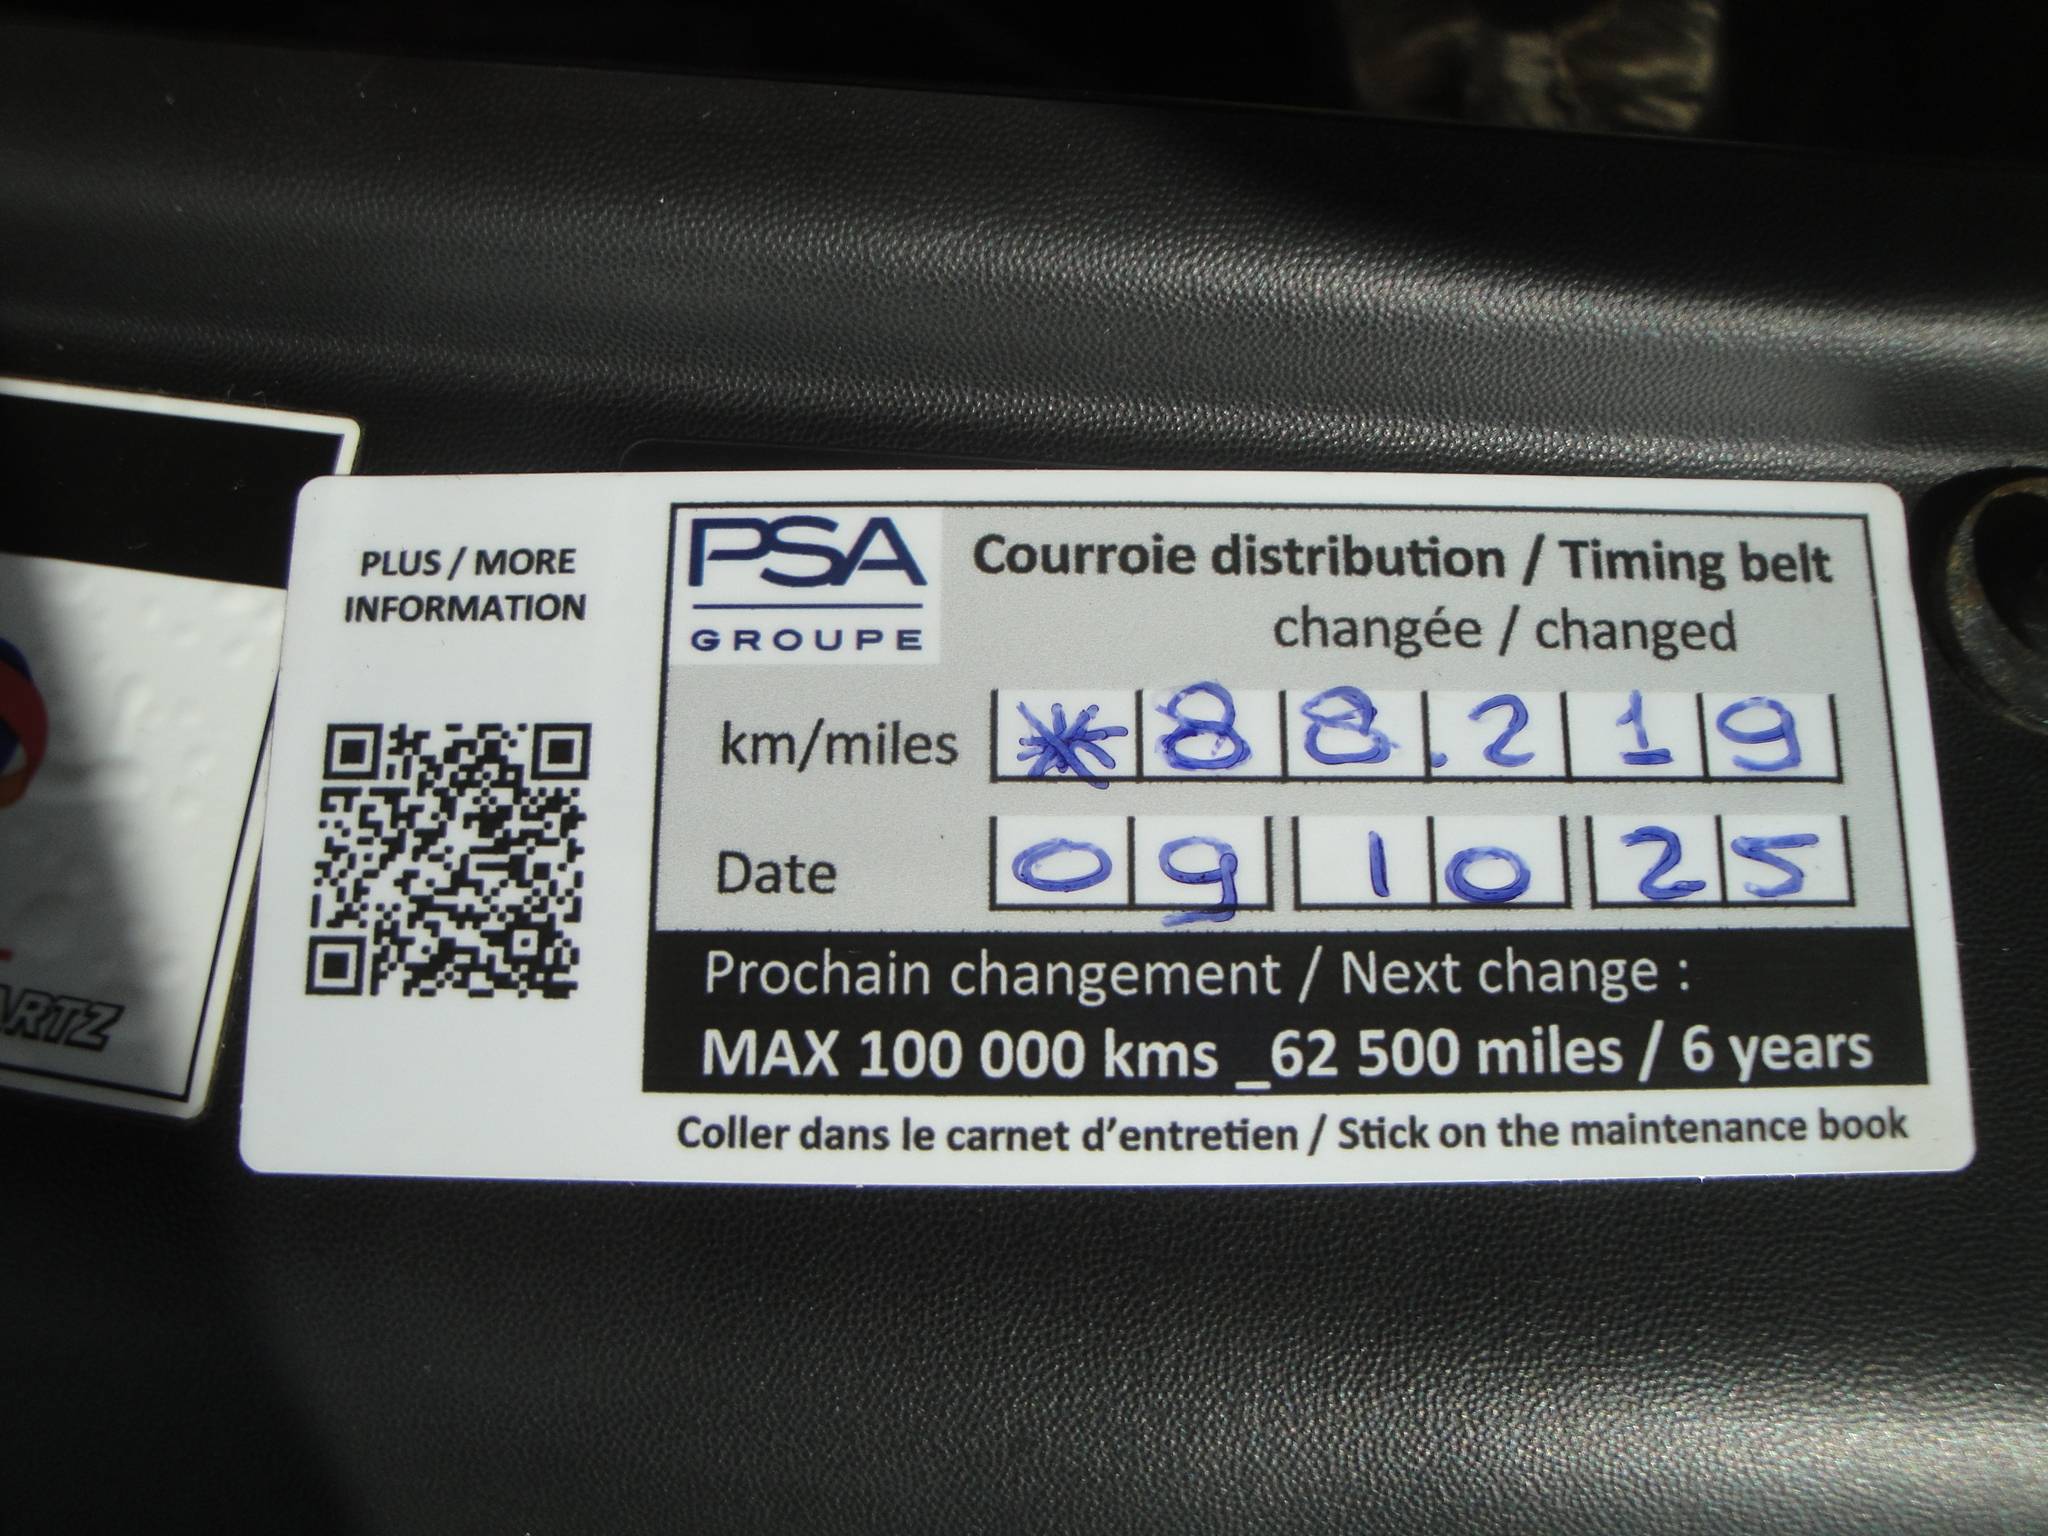 PLUS / MORE
INFORMATION
PSA
GROUPE
Courroie distribution / Timing belt
changée / changed
km/miles *88.219
Date 09 10 25
Prochain changement / Next change :
MAX 100 000 kms _62 500 miles / 6 years
Coller dans le carnet d'entretien / Stick on the maintenance book
ARTZ